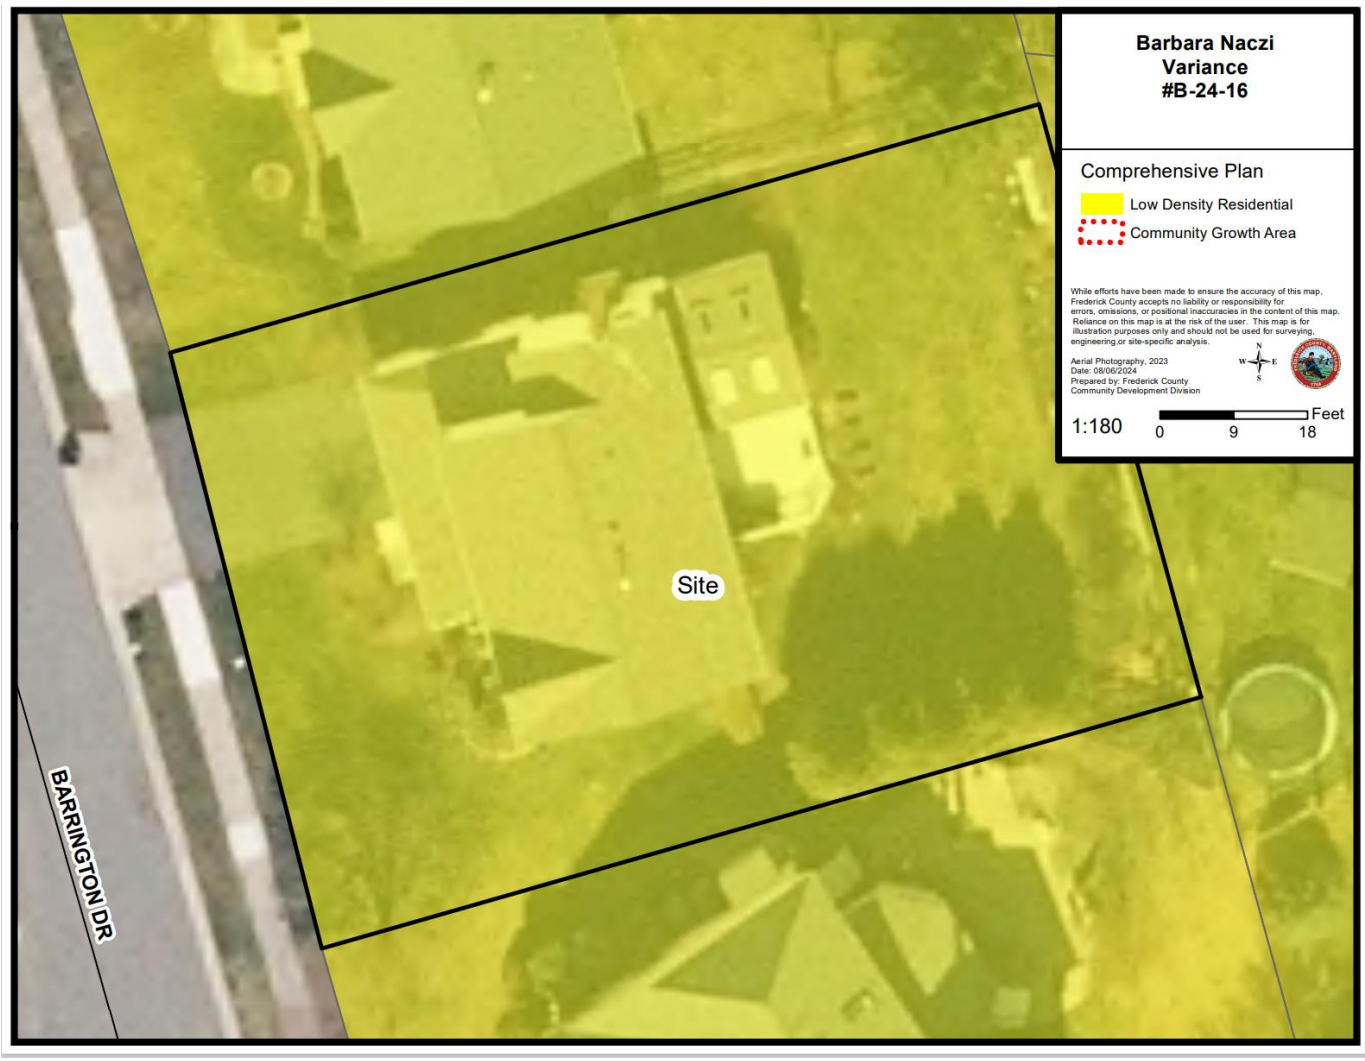 Barbara Naczi
Variance
#B-24-16
Comprehensive Plan
Low Density Residential
Community Growth Area
While efforts have been made to ensure the accuracy of this map,
Frederick County accepts no liability or responsibility for
errors, omissions, or positional inaccuracies in the content of this map.
Reliance on this map is at the risk of the user. This map is for
illustration purposes only and should not be used for surveying,
engineering,or site-specific analysis.
Aerial Photography, 2023
Date: 08/06/2024
Prepared by: Frederick County
Community Development Division
N
W E
S
1:180
Feet
0 9 18
Site
BARRINGTON DR